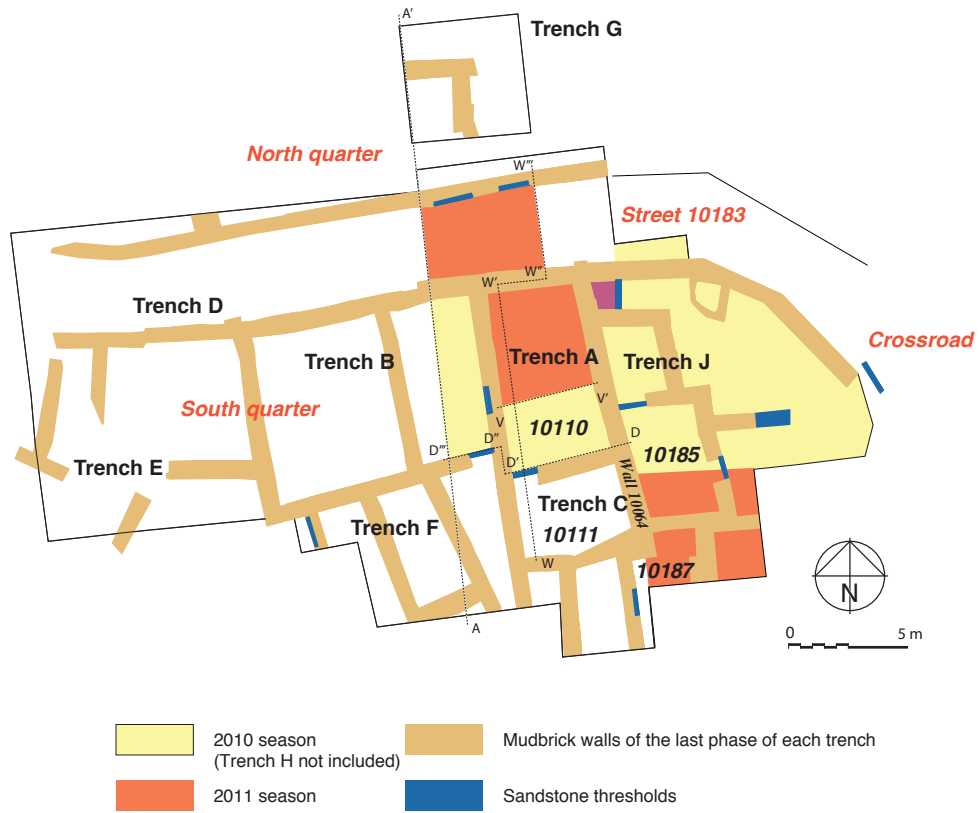 A'
Trench G
North quarter
W'''
Street 10183
W'
W''
Trench D
Crossroad
Trench B
Trench A
Trench J
South quarter
V
V'
10110
D''
D
D'''
D'
10185
Trench E
Wall 10064
Trench C
Trench F
10111
W
10187
A
N
0
5 m
2010 season
(Trench H not included)
Mudbrick walls of the last phase of each trench
2011 season
Sandstone thresholds